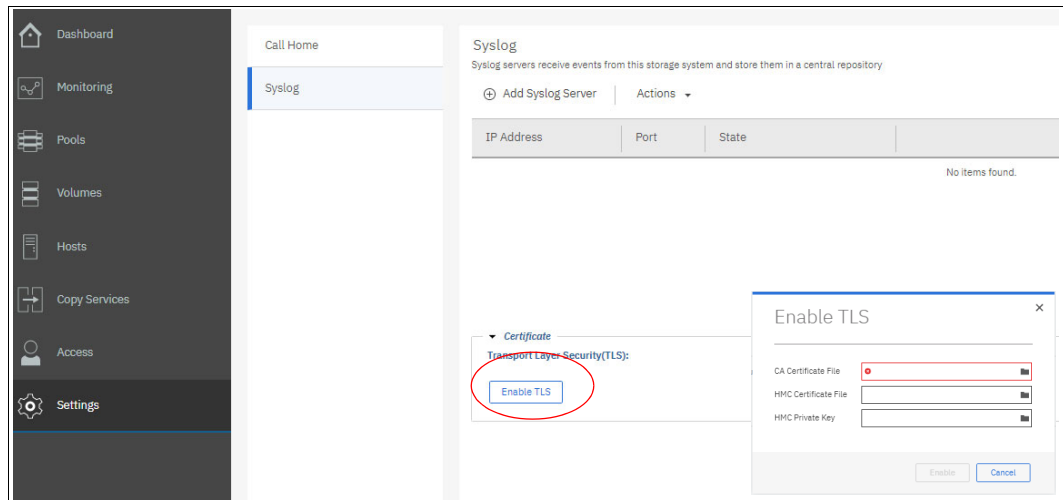 Dashboard
Monitoring
Pools
Volumes
Hosts
Copy Services
Access
Settings
Call Home
Syslog
Syslog
Syslog servers receive events from this storage system and store them in a central repository
Add Syslog Server Actions
IP Address Port State
No items found.
Certificate
Transport Layer Security(TLS):
Enable TLS
Enable TLS
CA Certificate File
HMC Certificate File
HMC Private Key
Enable Cancel